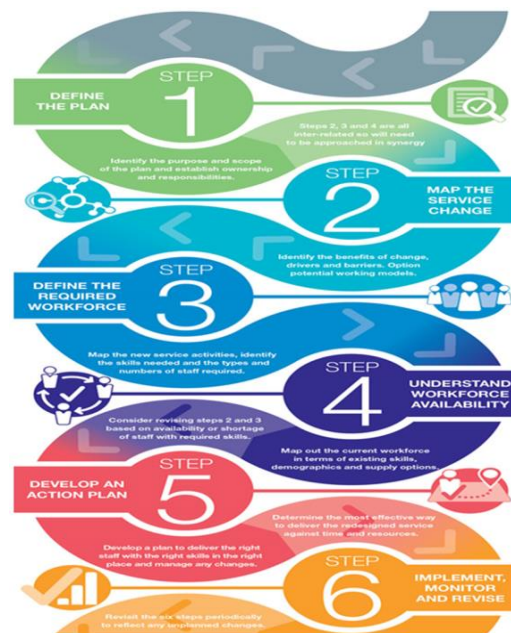 STEP
1
DEFINE
THE PLAN
Identify the purpose and scope
of the plan and establish ownership
and responsibilities.
Steps 2, 3 and 4 are all
inter-related so will need
to be approached in synergy
STEP
2
MAP THE
SERVICE
CHANGE
Identify the benefits of change,
drivers and barriers. Option
potential working models.
STEP
3
DEFINE THE
REQUIRED
WORKFORCE
Map the new service activities, identify
the skills needed and the types and
numbers of staff required.
STEP
4
UNDERSTAND
WORKFORCE
AVAILABILITY
Consider revising steps 2 and 3
based on availability or shortage
of staff with required skills.
Map out the current workforce
in terms of existing skills,
demographics and supply options.
STEP
5
DEVELOP AN
ACTION PLAN
Determine the most effective way
to deliver the redesigned service
against time and resources.
Develop a plan to deliver the right
staff with the right skills in the right
place and manage any changes.
STEP
6
IMPLEMENT,
MONITOR
AND REVISE
Revisit the six steps periodically
to reflect any unplanned changes.